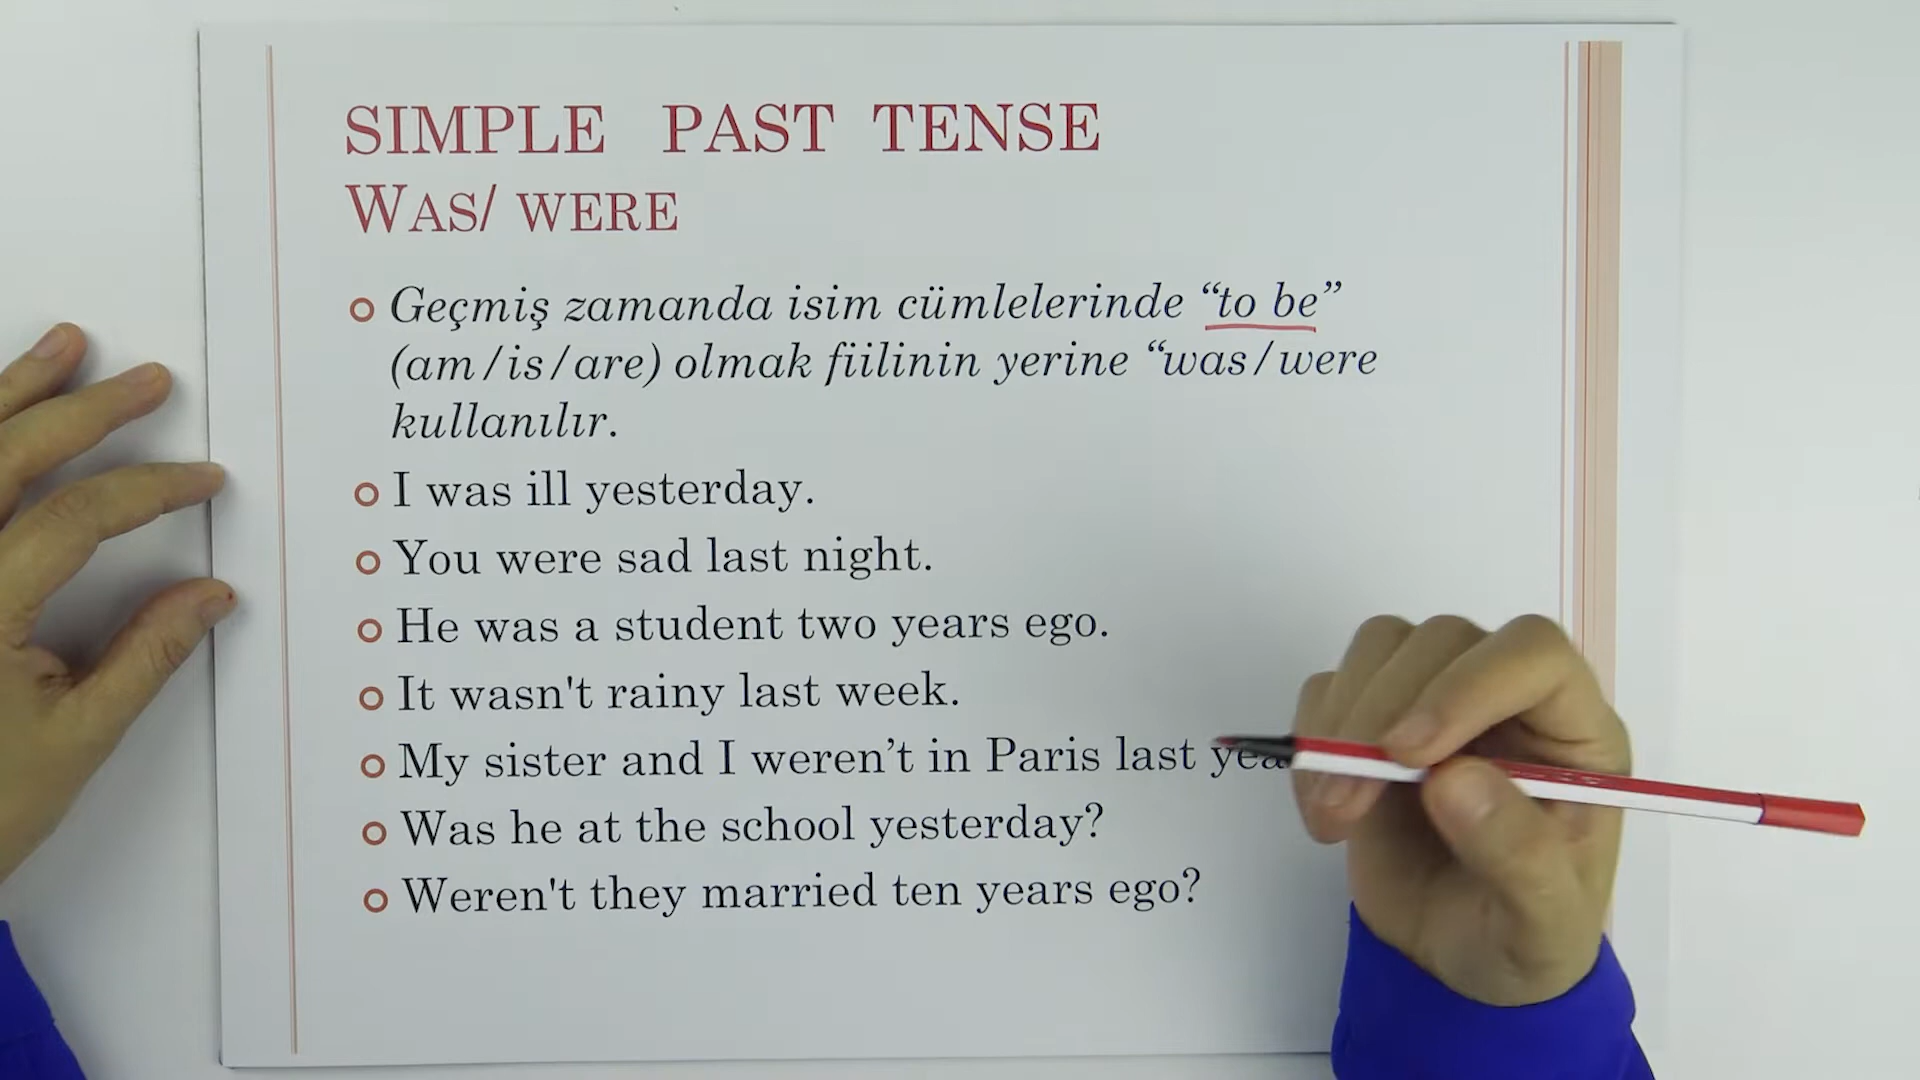 SIMPLE PAST TENSE
WAS/ WERE
Geçmiş zamanda isim cümlelerinde “to be”
(am/is/are) olmak fiilinin yerine “was/were
kullanılır.
I was ill yesterday.
You were sad last night.
He was a student two years ego.
It wasn't rainy last week.
My sister and I weren’t in Paris last
Was he at the school yesterday?
Weren't they married ten years ego?